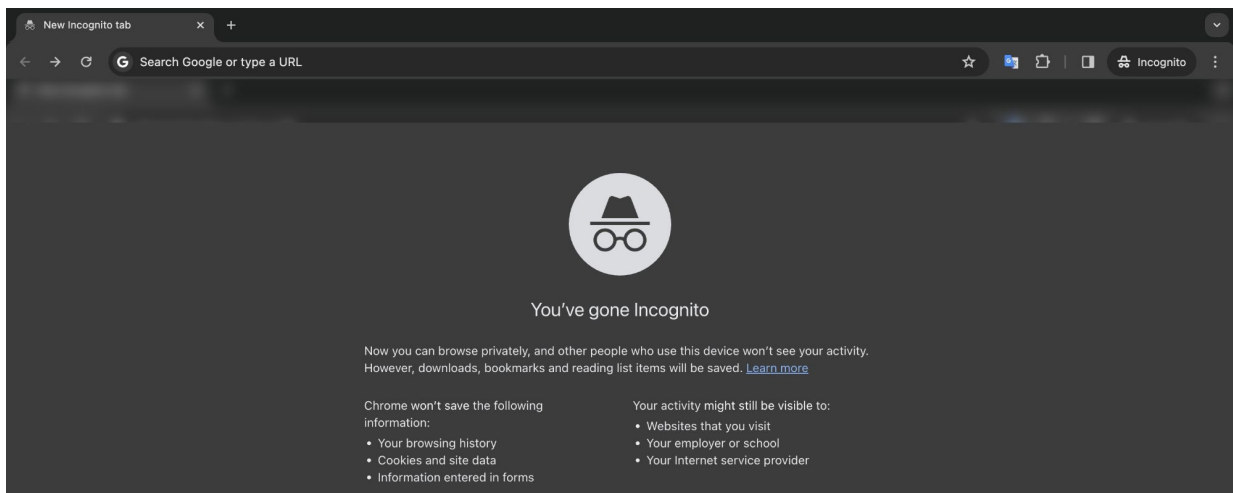 New Incognito tab
Search Google or type a URL
Incognito
You've gone Incognito
Now you can browse privately, and other people who use this device won't see your activity.
However, downloads, bookmarks and reading list items will be saved. Learn more
Chrome won't save the following
information:
• Your browsing history
• Cookies and site data
• Information entered in forms
Your activity might still be visible to:
• Websites that you visit
• Your employer or school
• Your Internet service provider